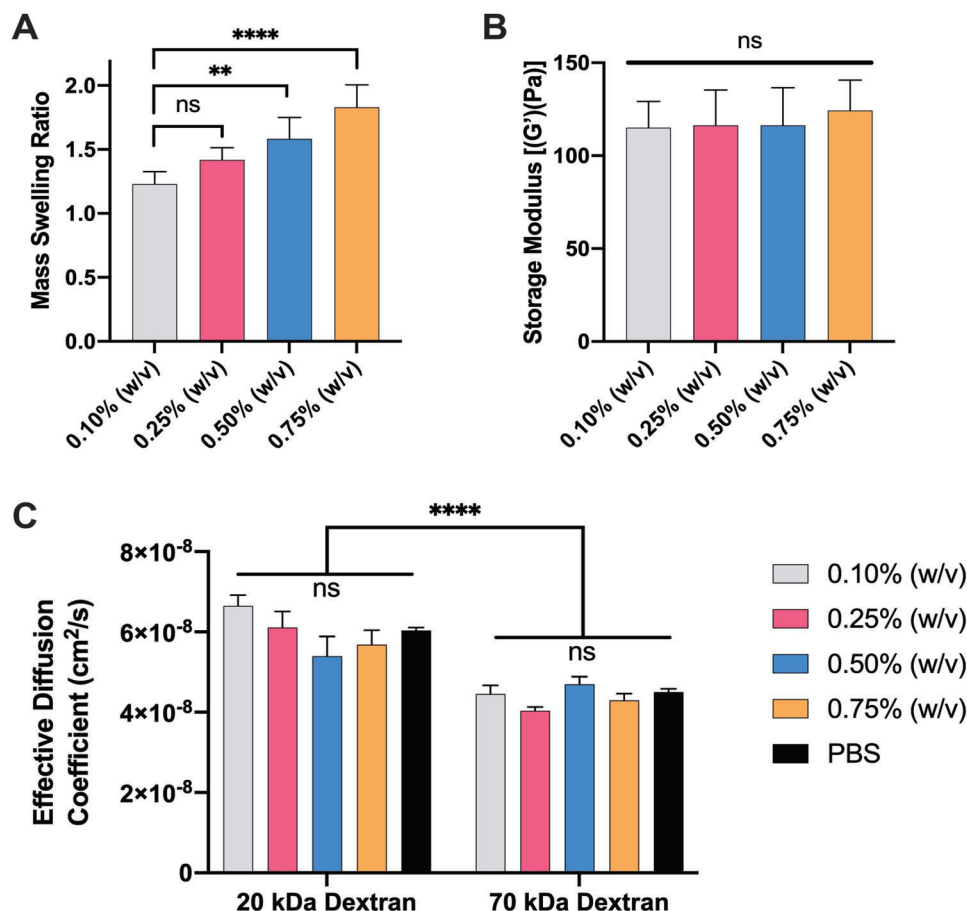 A
****
**
ns
2.0
1.5
1.0
0.5
0.0
Mass Swelling Ratio
0.10% (w/v)
0.25% (w/v)
0.50% (w/v)
0.75% (w/v)
B
ns
150
100
50
0
Storage Modulus [(G’)(Pa)]
0.10% (w/v)
0.25% (w/v)
0.50% (w/v)
0.75% (w/v)
C
****
8×10⁻⁸
6×10⁻⁸
4×10⁻⁸
2×10⁻⁸
0
Effective Diffusion
Coefficient (cm²/s)
ns
ns
20 kDa Dextran
70 kDa Dextran
0.10% (w/v)
0.25% (w/v)
0.50% (w/v)
0.75% (w/v)
PBS